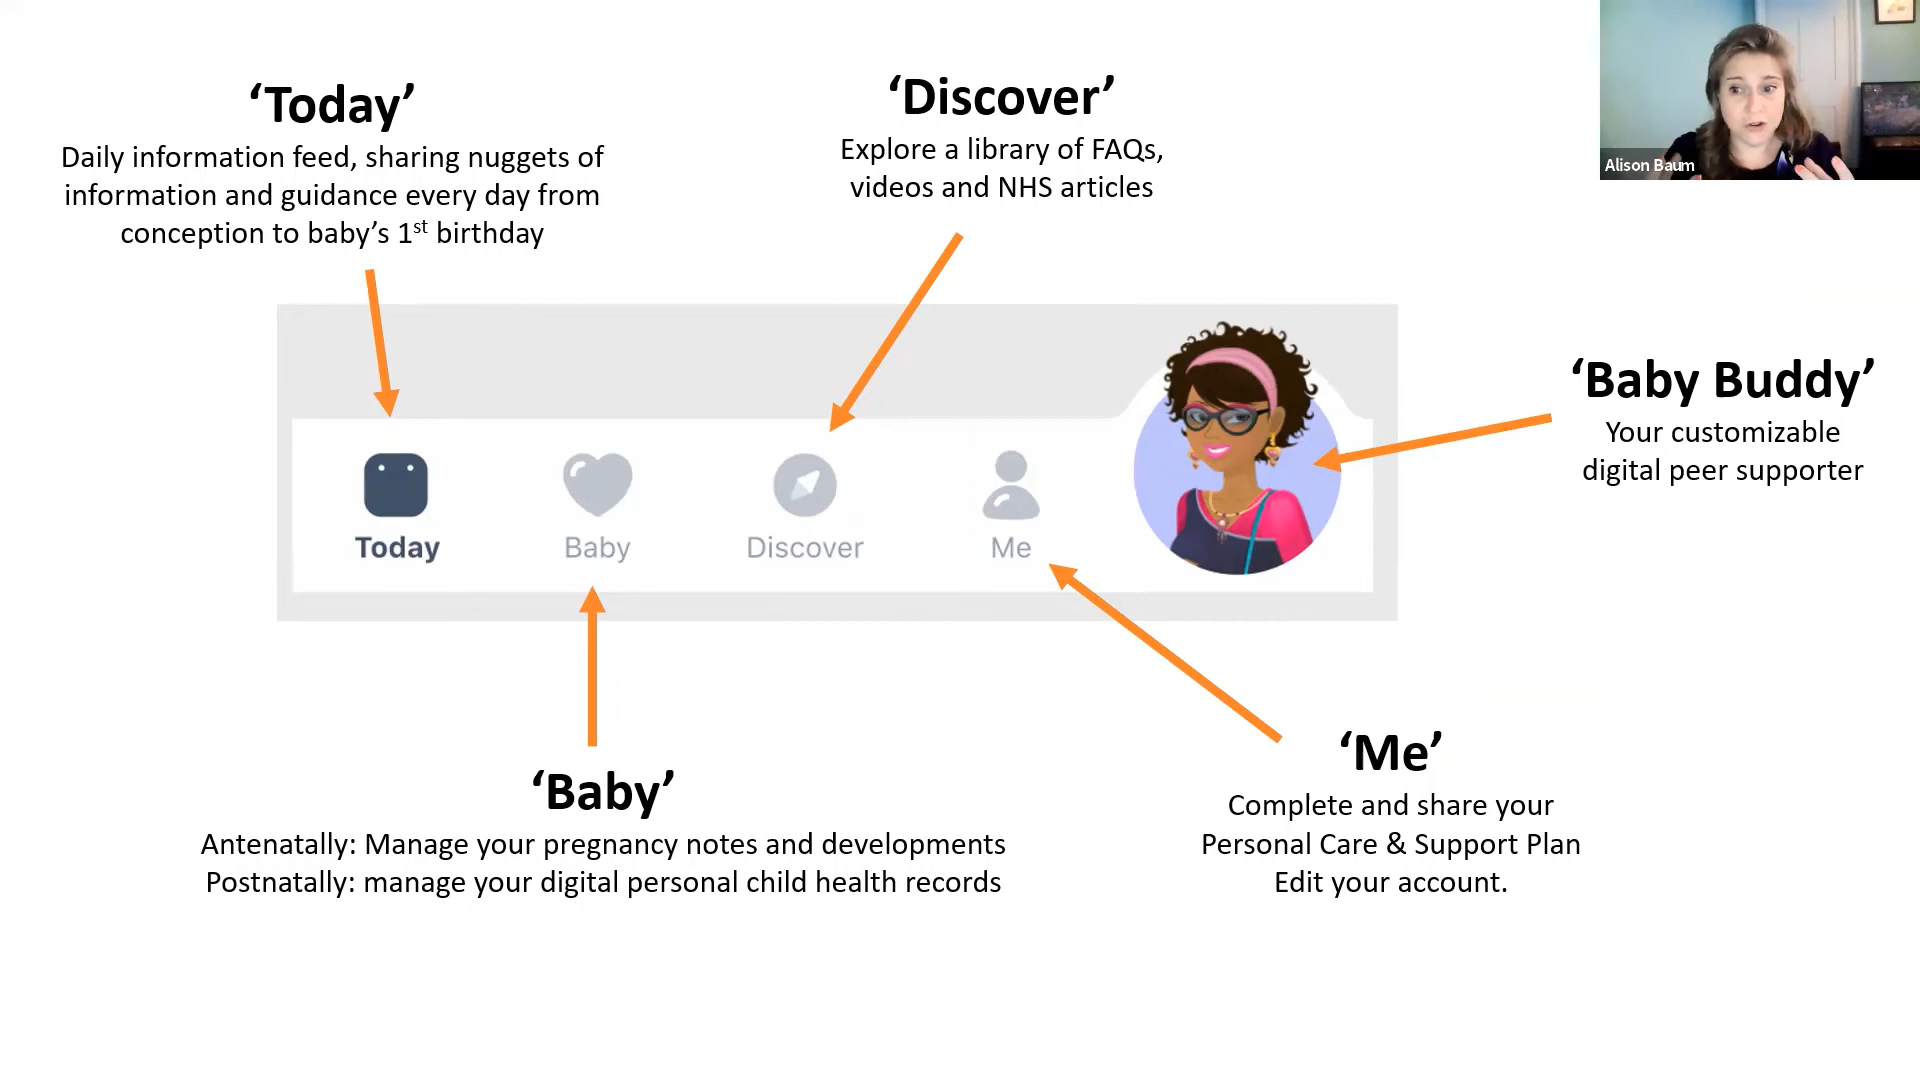 ‘Today’
Daily information feed, sharing nuggets of
information and guidance every day from
conception to baby’s 1st birthday
‘Discover’
Explore a library of FAQs,
videos and NHS articles
Alison Baum
‘Baby Buddy’
Your customizable
digital peer supporter
Today
Baby
Discover
Me
‘Baby’
Antenatally: Manage your pregnancy notes and developments
Postnatally: manage your digital personal child health records
‘Me’
Complete and share your
Personal Care & Support Plan
Edit your account.